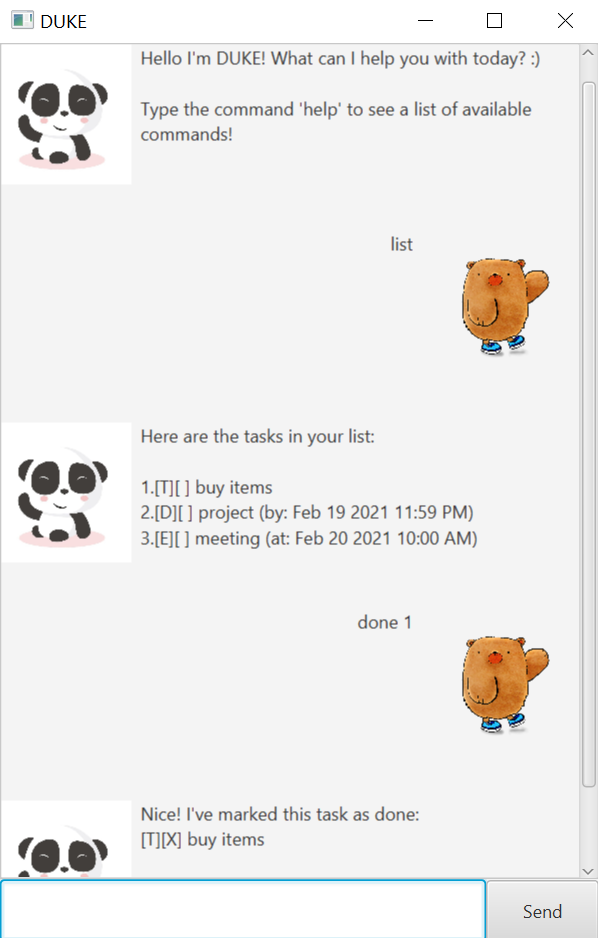 DUKE
Hello I'm DUKE! What can I help you with today? :)
Type the command 'help' to see a list of available
commands!
list
Here are the tasks in your list:
1.[T][ ] buy items
2.[D][ ] project (by: Feb 19 2021 11:59 PM)
3.[E][ ] meeting (at: Feb 20 2021 10:00 AM)
done 1
Nice! I've marked this task as done:
[T][X] buy items
Send